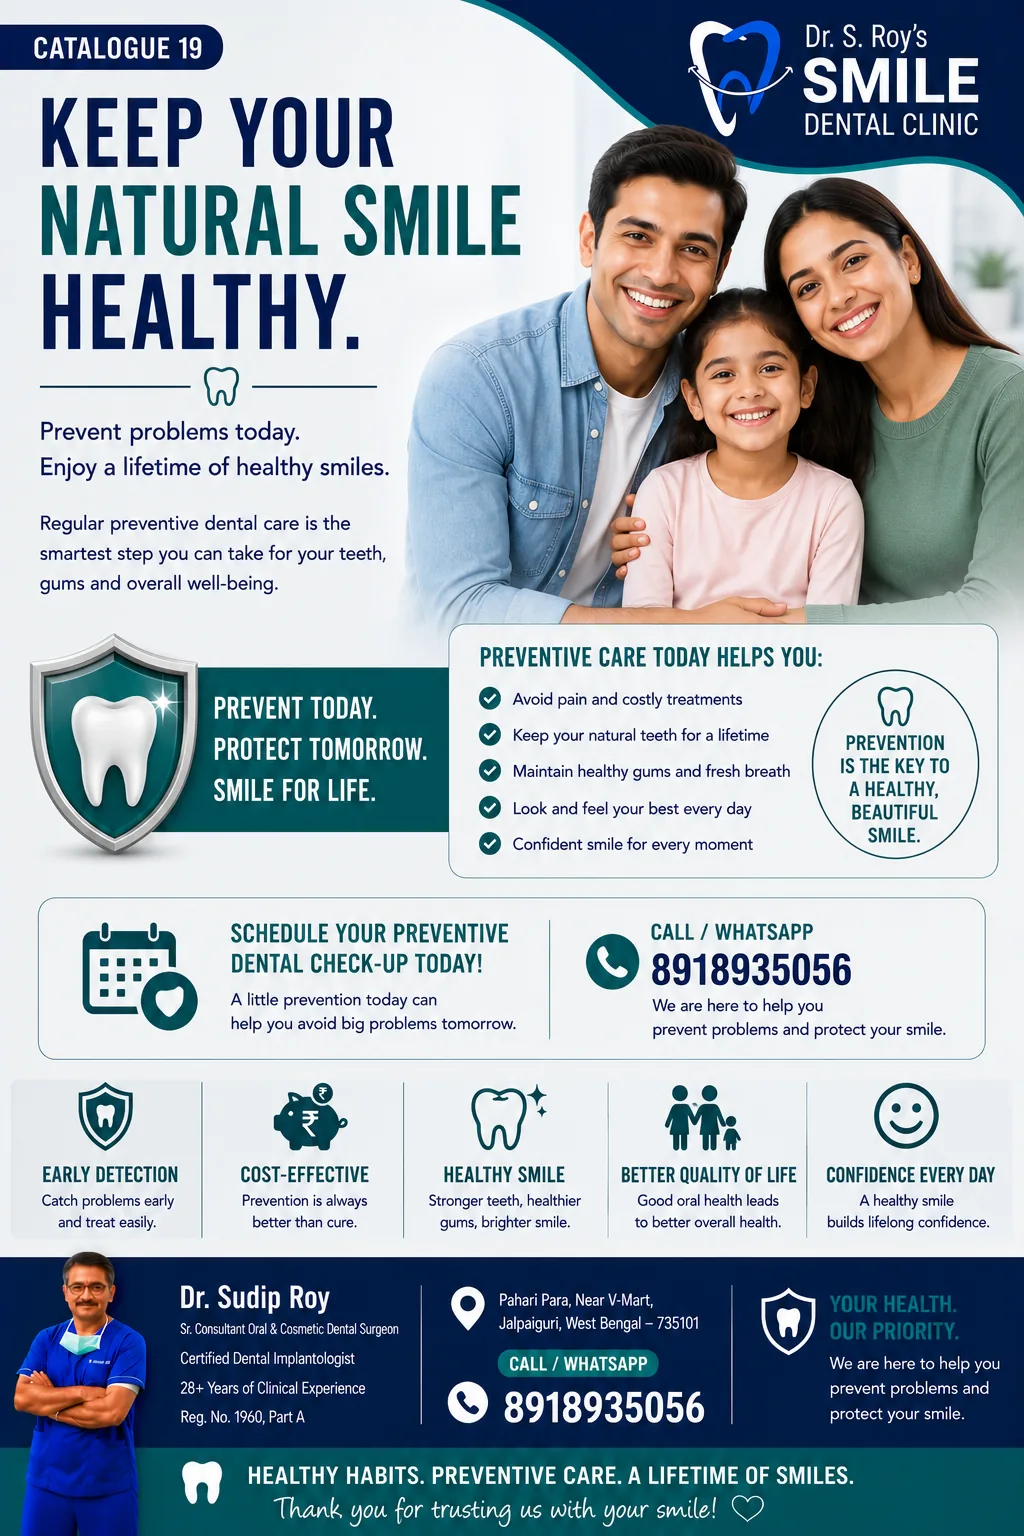 CATALOGUE 19
Dr. S. Roy's
SMILE
DENTAL CLINIC
KEEP YOUR
NATURAL SMILE
HEALTHY.
Prevent problems today.
Enjoy a lifetime of healthy smiles.
Regular preventive dental care is the
smartest step you can take for your teeth,
gums and overall well-being.
PREVENT TODAY.
PROTECT TOMORROW.
SMILE FOR LIFE.
PREVENTIVE CARE TODAY HELPS YOU:
Avoid pain and costly treatments
Keep your natural teeth for a lifetime
Maintain healthy gums and fresh breath
Look and feel your best every day
Confident smile for every moment
PREVENTION
IS THE KEY TO
A HEALTHY,
BEAUTIFUL
SMILE.
SCHEDULE YOUR PREVENTIVE
DENTAL CHECK-UP TODAY!
A little prevention today can
help you avoid big problems tomorrow.
CALL / WHATSAPP
8918935056
We are here to help you
prevent problems and protect your smile.
EARLY DETECTION
Catch problems early
and treat easily.
₹
₹
COST-EFFECTIVE
Prevention is always
better than cure.
HEALTHY SMILE
Stronger teeth, healthier
gums, brighter smile.
BETTER QUALITY OF LIFE
Good oral health leads
to better overall health.
CONFIDENCE EVERY DAY
A healthy smile
builds lifelong confidence.
Dr. Sudip Roy
Sr. Consultant Oral & Cosmetic Dental Surgeon
Certified Dental Implantologist
28+ Years of Clinical Experience
Reg. No. 1960, Part A
Pahari Para, Near V-Mart,
Jalpaiguri, West Bengal – 735101
CALL / WHATSAPP
8918935056
YOUR HEALTH.
OUR PRIORITY.
We are here to help you
prevent problems and
protect your smile.
HEALTHY HABITS. PREVENTIVE CARE. A LIFETIME OF SMILES.
Thank you for trusting us with your smile!